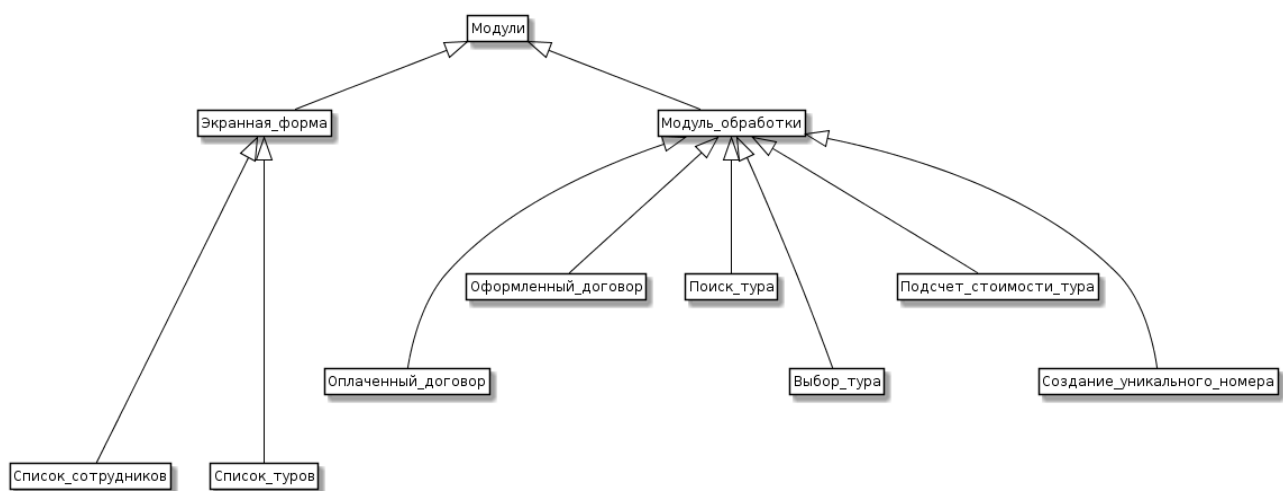 Модули
Экранная_форма
Модуль_обработки
Оформленный_договор
Поиск_тура
Подсчет_стоимости_тура
Оплаченный_договор
Выбор_тура
Создание_уникального_номера
Список_сотрудников
Список_туров